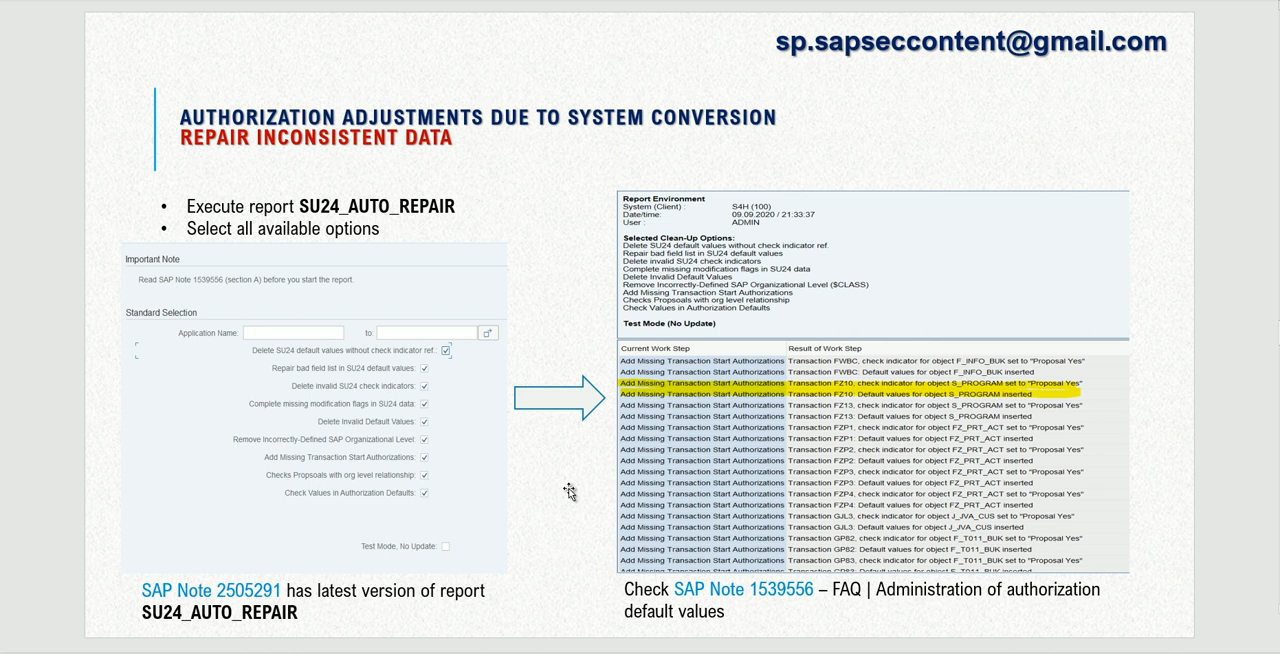 sp.sapseccontent@gmail.com
AUTHORIZATION ADJUSTMENTS DUE TO SYSTEM CONVERSION
REPAIR INCONSISTENT DATA
• Execute report SU24_AUTO_REPAIR
• Select all available options
Important Note
Read SAP Note 1539556 (section A) before you start the report.
Standard Selection
Application Name: to:
Delete SU24 default values without check indicator ref.:
Repair bad field list in SU24 default values:
Delete invalid SU24 check indicators:
Complete missing modification flags in SU24 data:
Delete Invalid Default Values:
Remove Incorrectly-Defined SAP Organizational Level:
Add Missing Transaction Start Authorizations:
Checks Propsoals with org level relationship:
Check Values in Authorization Defaults:
Test Mode, No Update:
SAP Note 2505291 has latest version of report
SU24_AUTO_REPAIR
Report Environment
System (Client) : S4H (100)
Date/time: 09.09.2020 / 21:33:37
User : ADMIN
Selected Clean-Up Options:
Delete SU24 default values without check indicator ref.
Repair bad field list in SU24 default values
Delete invalid SU24 check indicators
Complete missing modification flags in SU24 data
Delete Invalid Default Values
Remove Incorrectly-Defined SAP Organizational Level ($CLASS)
Add Missing Transaction Start Authorizations
Checks Propsoals with org level relationship
Check Values in Authorization Defaults
Test Mode (No Update)
Current Work Step Result of Work Step
Add Missing Transaction Start Authorizations Transaction FWBC, check indicator for object F_INFO_BUK set to "Proposal Yes"
Add Missing Transaction Start Authorizations Transaction FWBC: Default values for object F_INFO_BUK inserted
Add Missing Transaction Start Authorizations Transaction FZ10, check indicator for object S_PROGRAM set to "Proposal Yes"
Add Missing Transaction Start Authorizations Transaction FZ10: Default values for object S_PROGRAM inserted
Add Missing Transaction Start Authorizations Transaction FZ13, check indicator for object S_PROGRAM set to "Proposal Yes"
Add Missing Transaction Start Authorizations Transaction FZ13: Default values for object S_PROGRAM inserted
Add Missing Transaction Start Authorizations Transaction FZP1, check indicator for object FZ_PRT_ACT set to "Proposal Yes"
Add Missing Transaction Start Authorizations Transaction FZP1: Default values for object FZ_PRT_ACT inserted
Add Missing Transaction Start Authorizations Transaction FZP2, check indicator for object FZ_PRT_ACT set to "Proposal Yes"
Add Missing Transaction Start Authorizations Transaction FZP2: Default values for object FZ_PRT_ACT inserted
Add Missing Transaction Start Authorizations Transaction FZP3, check indicator for object FZ_PRT_ACT set to "Proposal Yes"
Add Missing Transaction Start Authorizations Transaction FZP3: Default values for object FZ_PRT_ACT inserted
Add Missing Transaction Start Authorizations Transaction FZP4, check indicator for object FZ_PRT_ACT set to "Proposal Yes"
Add Missing Transaction Start Authorizations Transaction FZP4: Default values for object FZ_PRT_ACT inserted
Add Missing Transaction Start Authorizations Transaction GJL3, check indicator for object J_JVA_CUS set to "Proposal Yes"
Add Missing Transaction Start Authorizations Transaction GJL3: Default values for object J_JVA_CUS inserted
Add Missing Transaction Start Authorizations Transaction GP82, check indicator for object F_T011_BUK set to "Proposal Yes"
Add Missing Transaction Start Authorizations Transaction GP82: Default values for object F_T011_BUK inserted
Add Missing Transaction Start Authorizations Transaction GP83, check indicator for object F_T011_BUK set to "Proposal Yes"
Add Missing Transaction Start Authorizations Transaction GP83: Default values for object F_T011_BUK inserted
Check SAP Note 1539556 – FAQ | Administration of authorization
default values